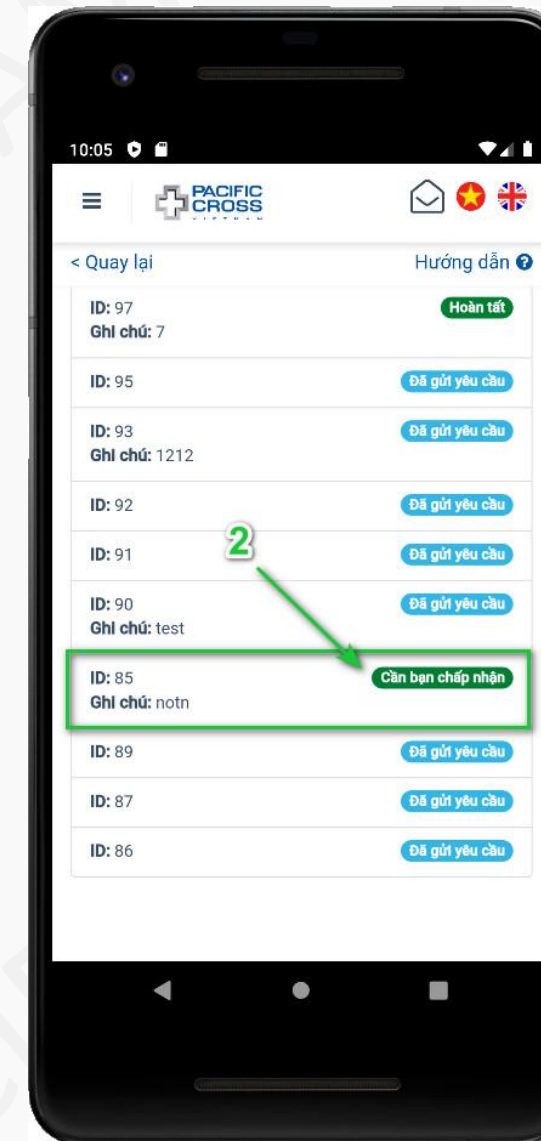 10:05
PACIFIC
CROSS
VIETNAM
< Quay lại
Hướng dẫn
ID: 97
Hoàn tất
Ghi chú: 7
ID: 95
Đã gửi yêu cầu
ID: 93
Đã gửi yêu cầu
Ghi chú: 1212
ID: 92
Đã gửi yêu cầu
ID: 91
Đã gửi yêu cầu
2
ID: 90
Đã gửi yêu cầu
Ghi chú: test
ID: 85
Cần bạn chấp nhận
Ghi chú: notn
ID: 89
Đã gửi yêu cầu
ID: 87
Đã gửi yêu cầu
ID: 86
Đã gửi yêu cầu